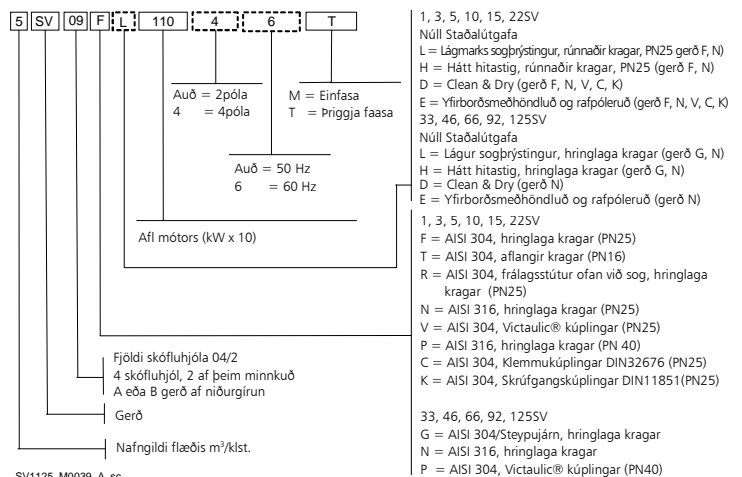 5 SV 09 F L 110 4 6 T
Auð = 2póla
4 = 4póla
M = Einfasa
T = Þriggja faasa
Auð = 50 Hz
6 = 60 Hz
Afl mótors (kW x 10)
Fjöldi skófluhjóla 04/2
4 skófluhjól, 2 af þeim minnkuð
A eða B gerð af niðurgírun
Gerð
Nafngildi flæðis m³/klst.
1, 3, 5, 10, 15, 22SV
Núll Staðalútgafa
L = Lágmarks sogþrýstingur, rúnnaðir kragar, PN25 gerð F, N)
H = Hátt hitastig, rúnnaðir kragar, PN25 (gerð F, N)
D = Clean & Dry (gerð F, N, V, C, K)
E = Yfirborðsmeðhöndluð og rafpóleruð (gerð F, N, V, C, K)
33, 46, 66, 92, 125SV
Núll Staðalútgafa
L = Lágur sogþrýstingur, hringlaga kragar (gerð G, N)
H = Hátt hitastig, hringlaga kragar (gerð G, N)
D = Clean & Dry (gerð N)
E = Yfirborðsmeðhöndluð og rafpóleruð (gerð N)
1, 3, 5, 10, 15, 22SV
F = AISI 304, hringlaga kragar (PN25)
T = AISI 304, aflangir kragar (PN16)
R = AISI 304, frálagsstútur ofan við sog, hringlaga
kragar (PN25)
N = AISI 316, hringlaga kragar (PN25)
V = AISI 304, Victaulic® kúplingar (PN25)
P = AISI 316, hringlaga kragar (PN 40)
C = AISI 304, Klemmukúplingar DIN32676 (PN25)
K = AISI 304, Skrúfgangskúplingar DIN11851(PN25)
33, 46, 66, 92, 125SV
G = AISI 304/Steypujárn, hringlaga kragar
N = AISI 316, hringlaga kragar
P = AISI 304, Victaulic® kúplingar (PN40)
SV1125_M0039_A_sc